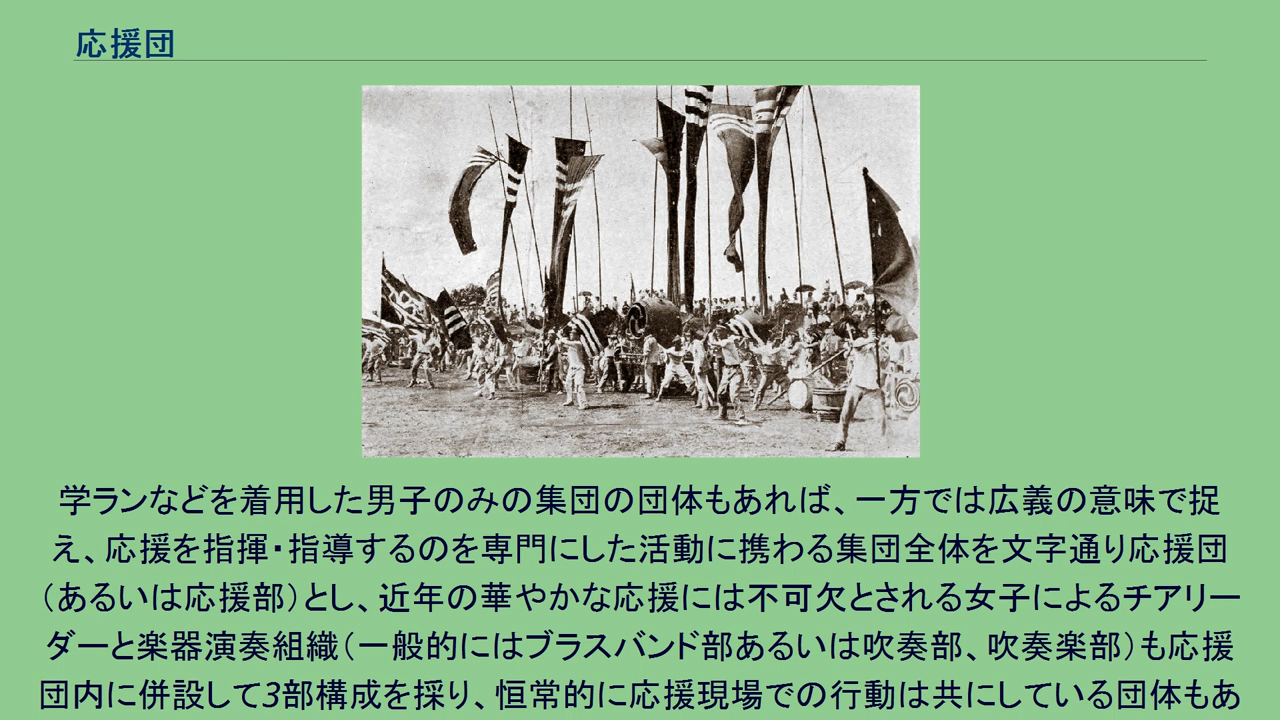 応援団
学ランなどを着用した男子のみの集団の団体もあれば、一方では広義の意味で捉
え、応援を指揮・指導するのを専門にした活動に携わる集団全体を文字通り応援団
（あるいは応援部）とし、近年の華やかな応援には不可欠とされる女子によるチアリー
ダーと楽器演奏組織（一般的にはブラスバンド部あるいは吹奏部、吹奏楽部）も応援
団内に併設して3部構成を採り、恒常的に応援現場での行動は共にしている団体もあ